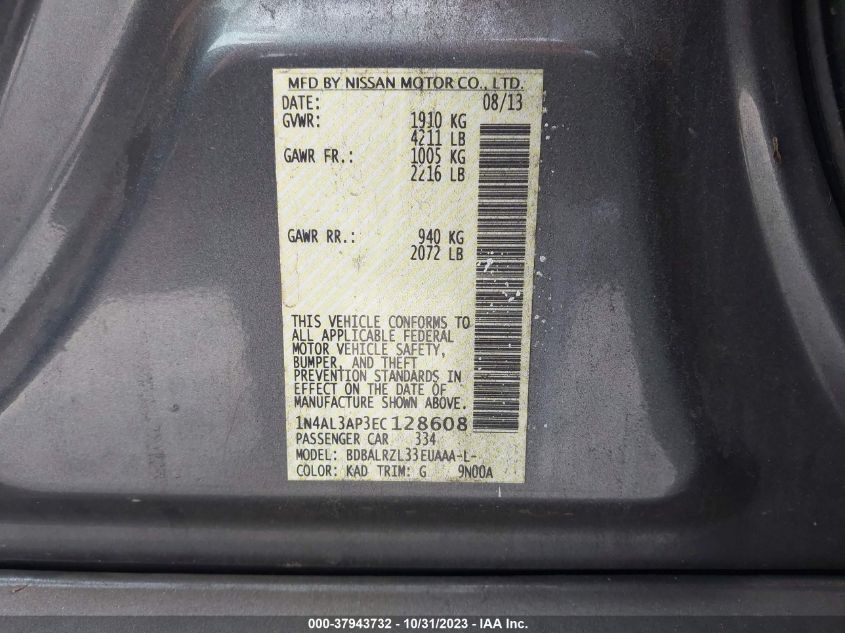 MFD BY NISSAN MOTOR CO., LTD.
DATE: 08/13
GVWR: 1910 KG
4211 LB
GAWR FR.: 1005 KG
2216 LB
GAWR RR.: 940 KG
2072 LB
THIS VEHICLE CONFORMS TO
ALL APPLICABLE FEDERAL
MOTOR VEHICLE SAFETY,
BUMPER, AND THEFT
PREVENTION STANDARDS IN
EFFECT ON THE DATE OF
MANUFACTURE SHOWN ABOVE.
1N4AL3AP3EC128608
PASSENGER CAR 334
MODEL: BDBALRZL33EUAAA-L-
COLOR: KAD TRIM: G 9N00A
000-37943732 - 10/31/2023 - IAA Inc.